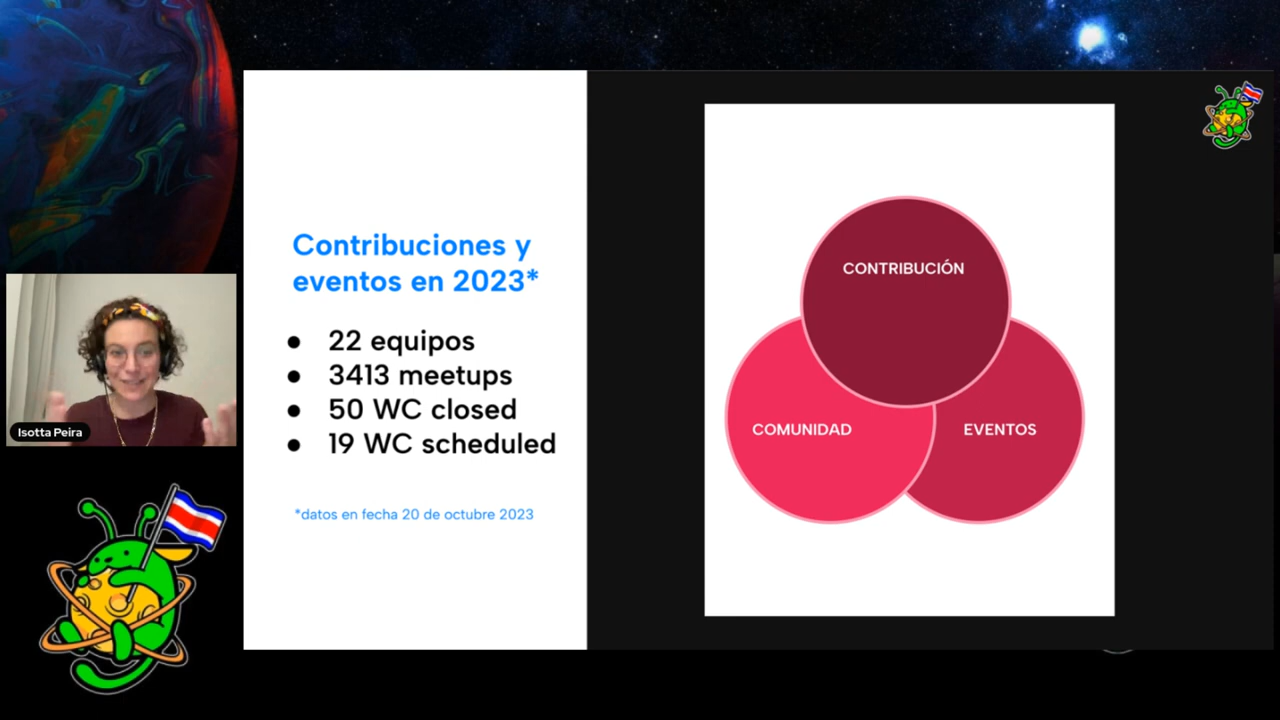 Contribuciones y
eventos en 2023*
● 22 equipos
● 3413 meetups
● 50 WC closed
● 19 WC scheduled
*datos en fecha 20 de octubre 2023
CONTRIBUCIÓN
COMUNIDAD
EVENTOS
Isotta Peira